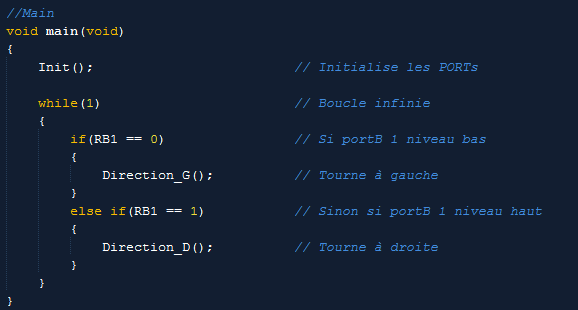 //Main
void main(void)
{
    Init();                         // Initialise les PORTs

    while(1)                        // Boucle infinie
    {
        if(RB1 == 0)                // Si portB 1 niveau bas
        {
            Direction_G();          // Tourne à gauche
        }
        else if(RB1 == 1)           // Sinon si portB 1 niveau haut
        {
            Direction_D();          // Tourne à droite
        }
    }
}